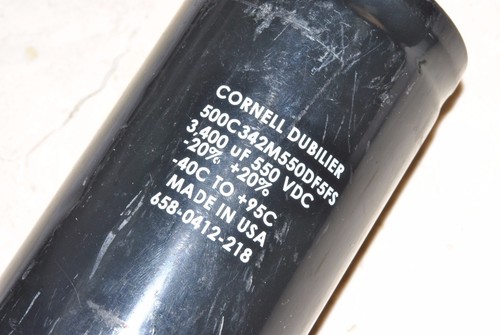 CORNELL DUBILIER
500C342M550DF5FS
3,400 uF 550 VDC
-20% +20%
-40C TO +95C
MADE IN USA
658-0412-218